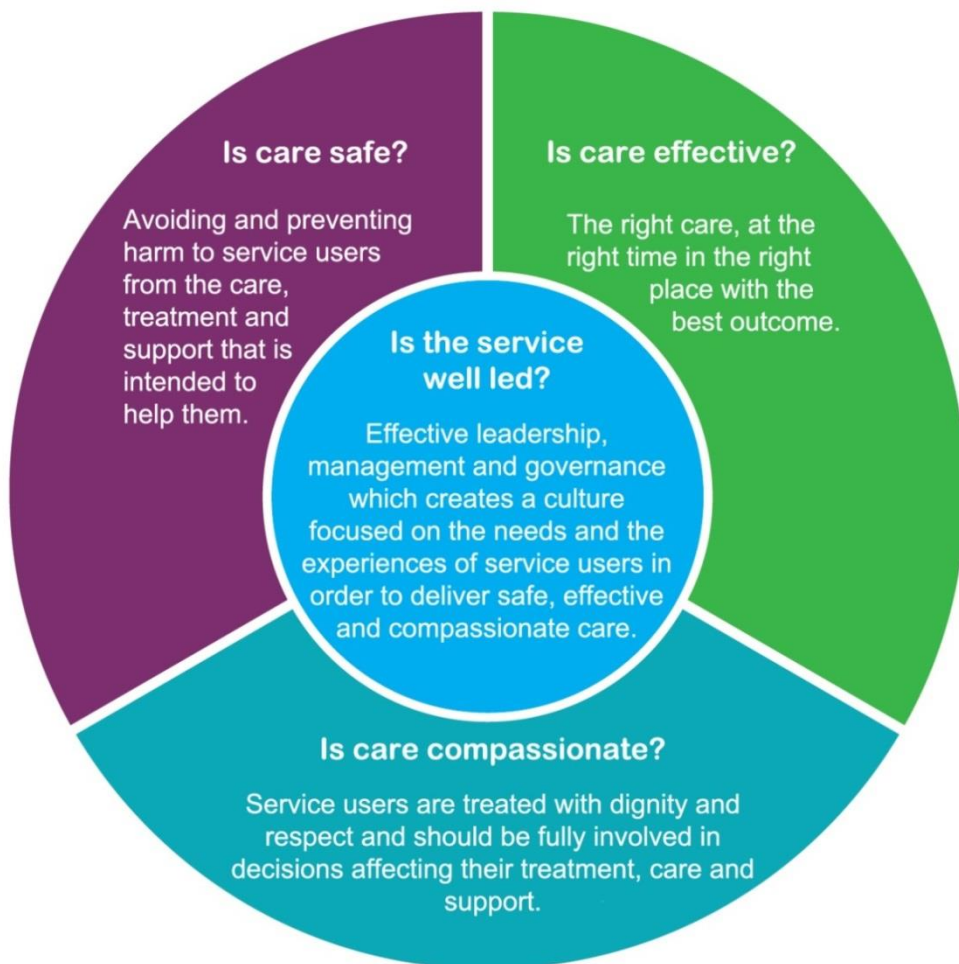 Is care safe?
Avoiding and preventing
harm to service users
from the care,
treatment and
support that is
intended to
help them.
Is care effective?
The right care, at the
right time in the right
place with the
best outcome.
Is the service
well led?
Effective leadership,
management and governance
which creates a culture
focused on the needs and the
experiences of service users in
order to deliver safe, effective
and compassionate care.
Is care compassionate?
Service users are treated with dignity and
respect and should be fully involved in
decisions affecting their treatment, care and
support.